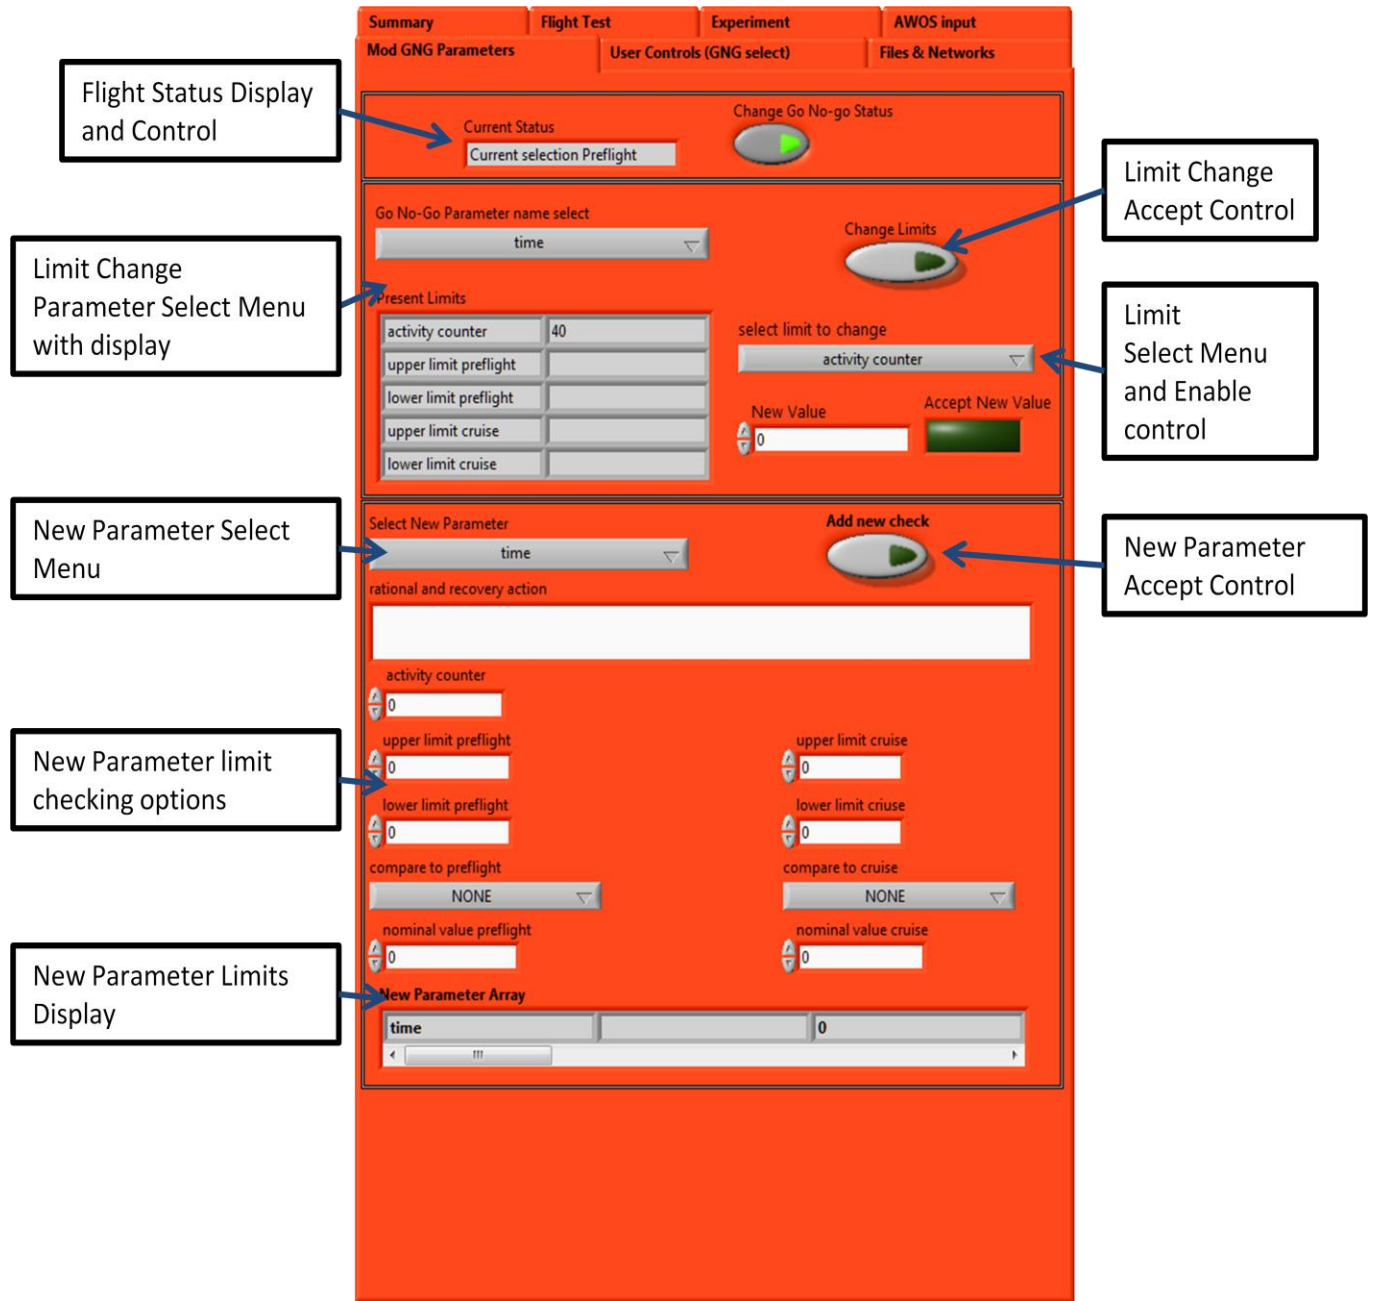 Summary
Flight Test
Experiment
AWOS input
Mod GNG Parameters
User Controls (GNG select)
Files & Networks
Flight Status Display
and Control
Current Status
Current selection Preflight
Change Go No-go Status
Limit Change
Accept Control
Go No-Go Parameter name select
time
Change Limits
Limit Change
Parameter Select Menu
with display
Present Limits
activity counter
40
upper limit preflight
lower limit preflight
upper limit cruise
lower limit cruise
select limit to change
activity counter
New Value
0
Accept New Value
Limit
Select Menu
and Enable
control
New Parameter Select
Menu
Select New Parameter
time
Add new check
New Parameter
Accept Control
rational and recovery action
activity counter
0
New Parameter limit
checking options
upper limit preflight
0
upper limit cruise
0
lower limit preflight
0
lower limit criuse
0
compare to preflight
NONE
compare to cruise
NONE
nominal value preflight
0
nominal value cruise
0
New Parameter Limits
Display
New Parameter Array
time
0